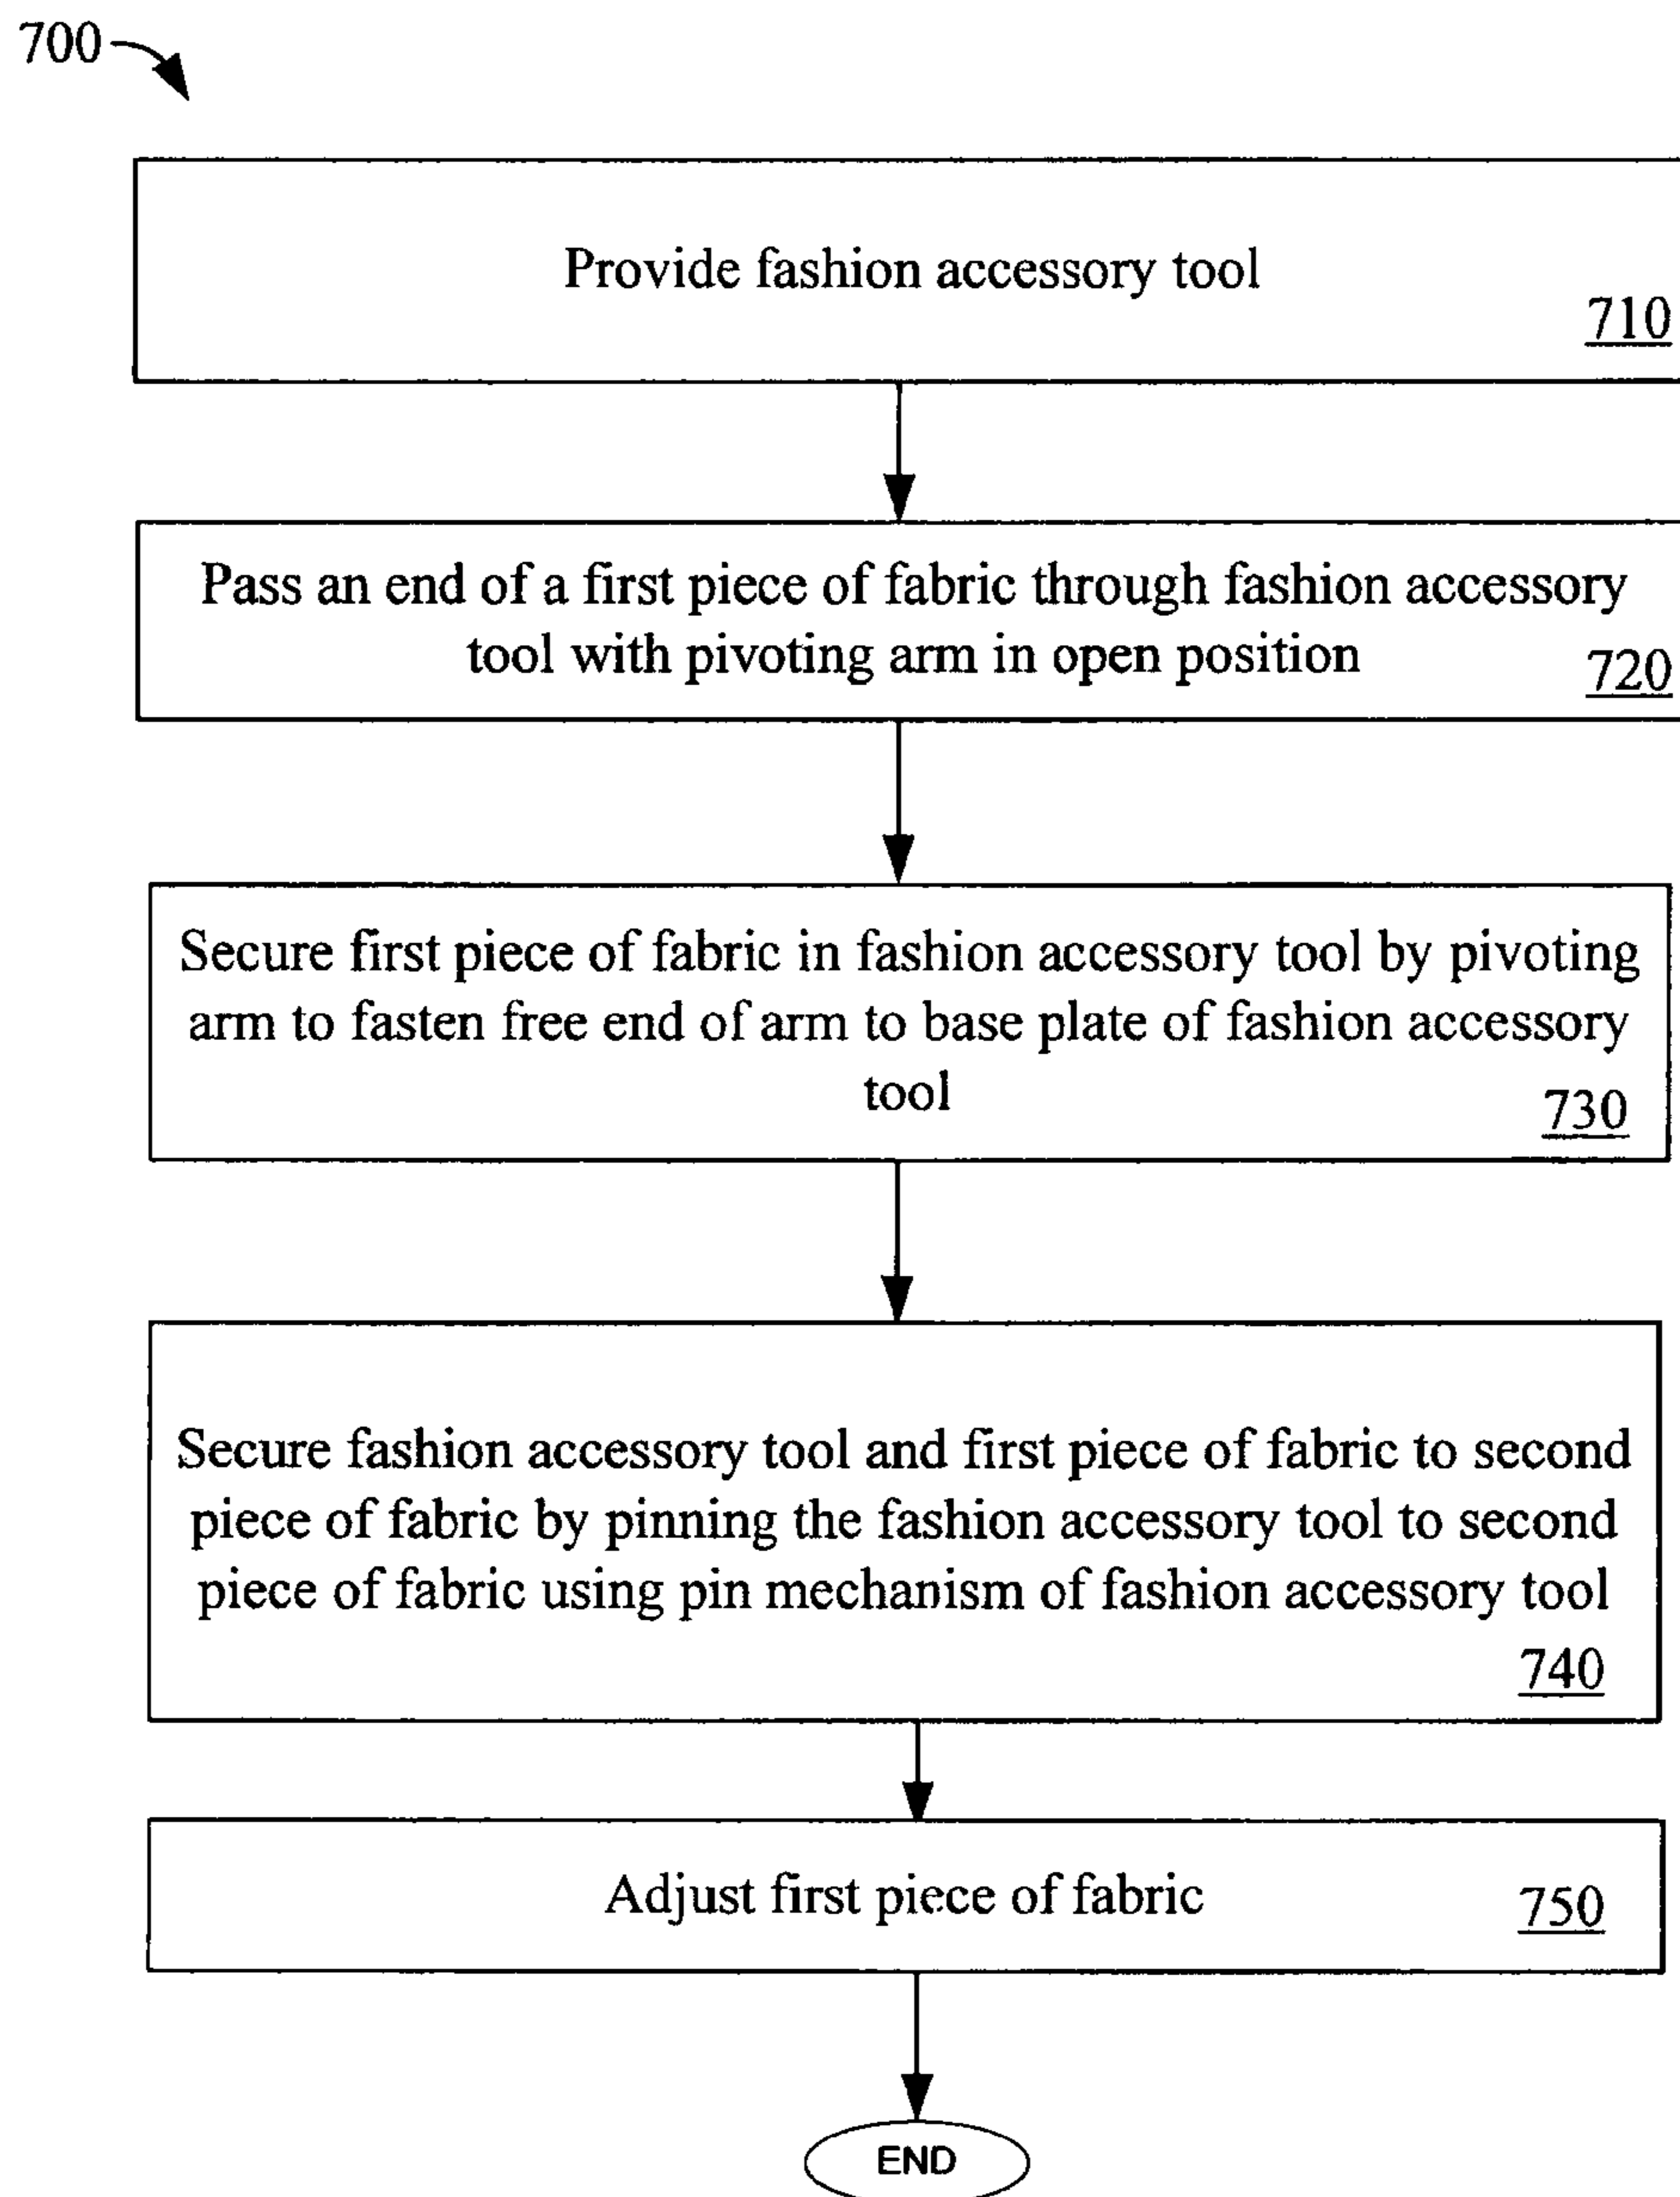 700
Provide fashion accessory tool
710
Pass an end of a first piece of fabric through fashion accessory
tool with pivoting arm in open position
720
Secure first piece of fabric in fashion accessory tool by pivoting
arm to fasten free end of arm to base plate of fashion accessory
tool
730
Secure fashion accessory tool and first piece of fabric to second
piece of fabric by pinning the fashion accessory tool to second
piece of fabric using pin mechanism of fashion accessory tool
740
Adjust first piece of fabric
750
END